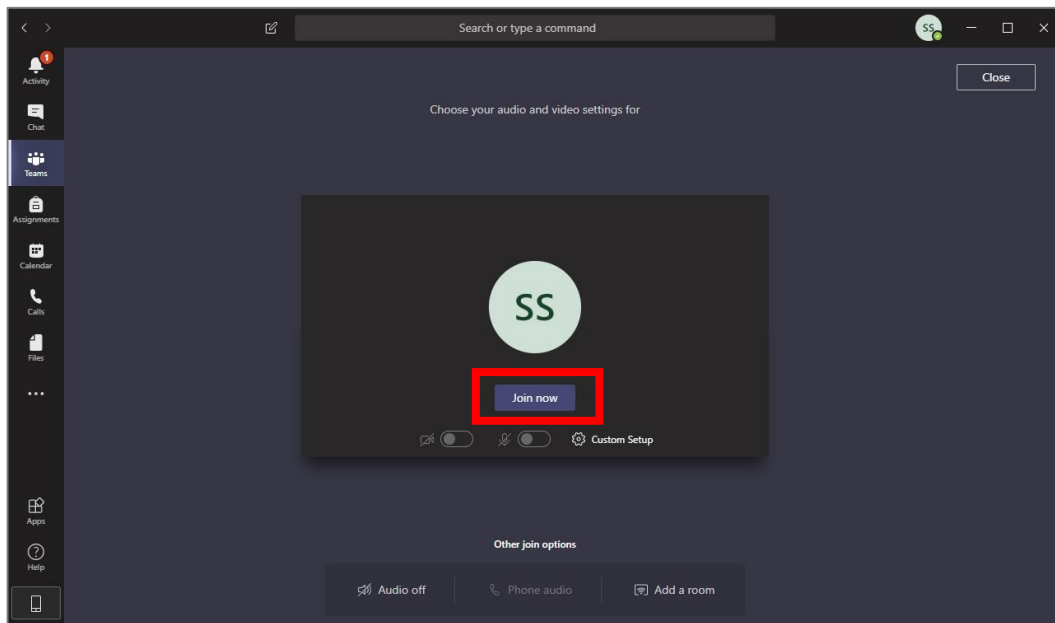 Search or type a command
SS
1
Activity
Chat
Teams
Assignments
Calendar
Calls
Files
Apps
Help
Close
Choose your audio and video settings for
SS
Join now
Custom Setup
Other join options
Audio off
Phone audio
Add a room